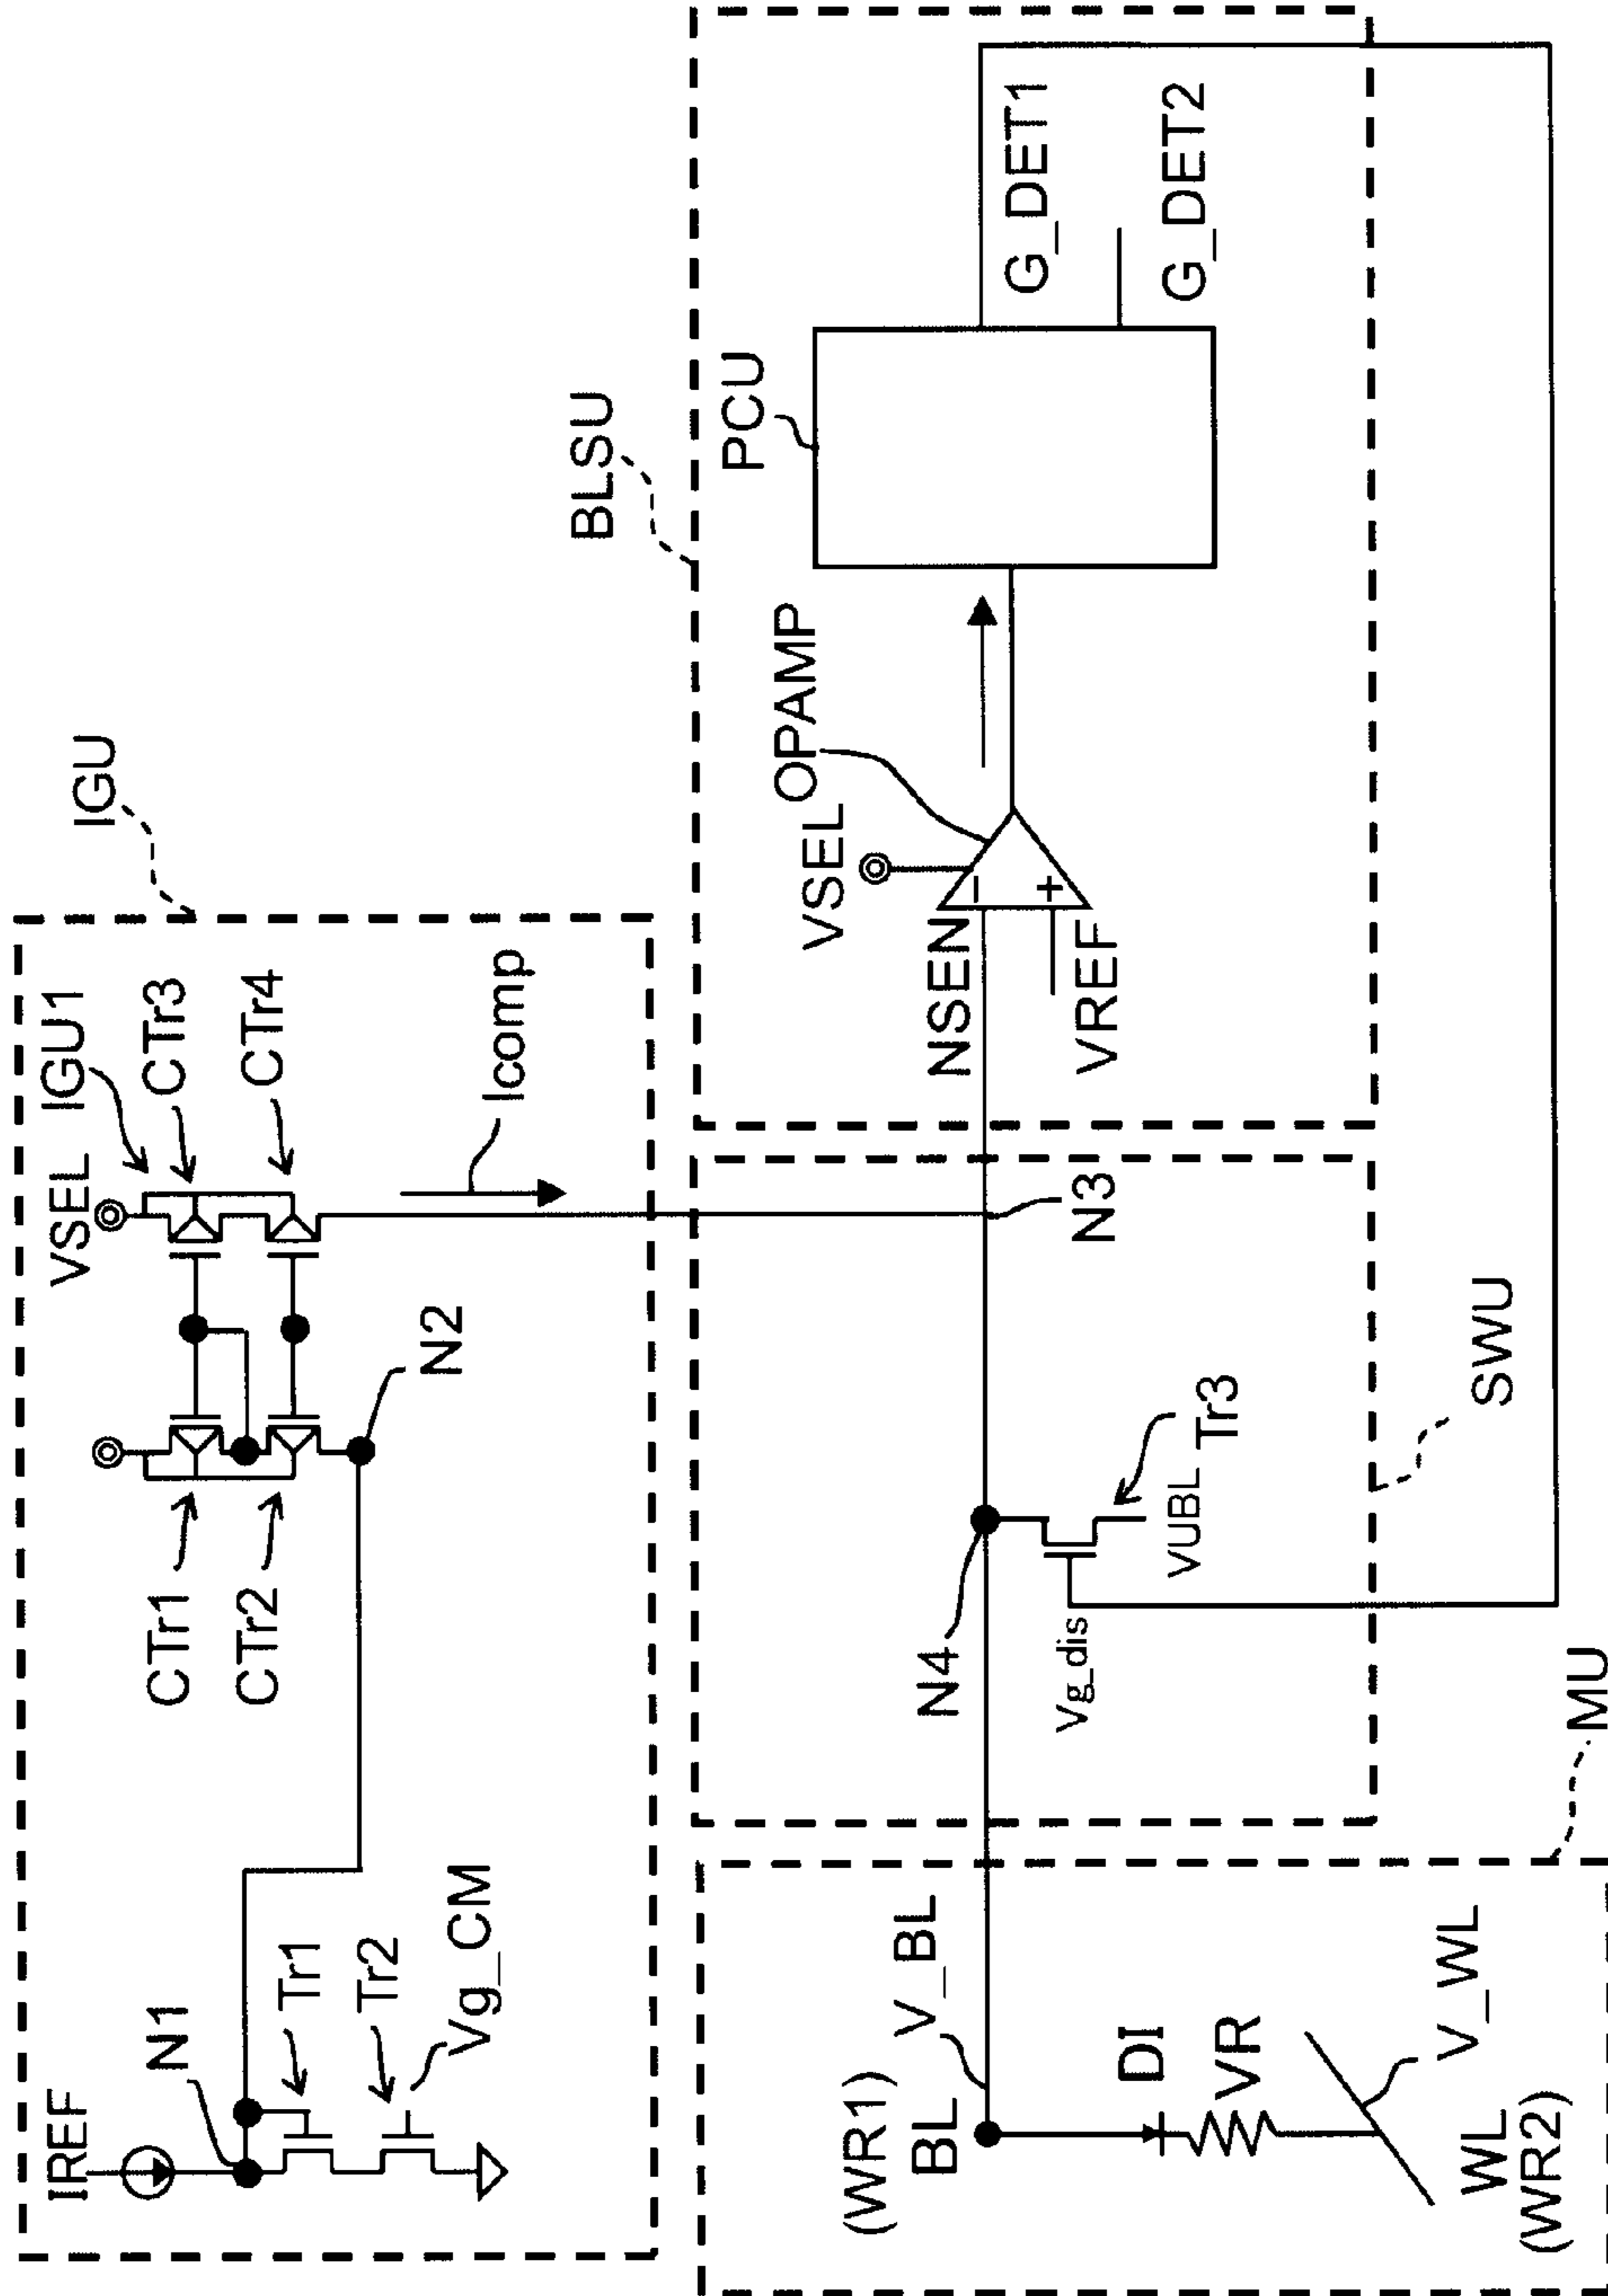 IGU
IREF
N1
Tr1
Tr2
Vg_CM
CTr1
CTr2
N2
VSEL
IGU1
CTr3
CTr4
Icomp
BLSU
(WR1)
BL
V_BL
DI
VR
V_WL
WL
(WR2)
MU
N4
Vg_dis
VUBL
Tr3
SWU
N3
NSEN
VREF
−
+
VSEL
OPAMP
PCU
G_DET1
G_DET2